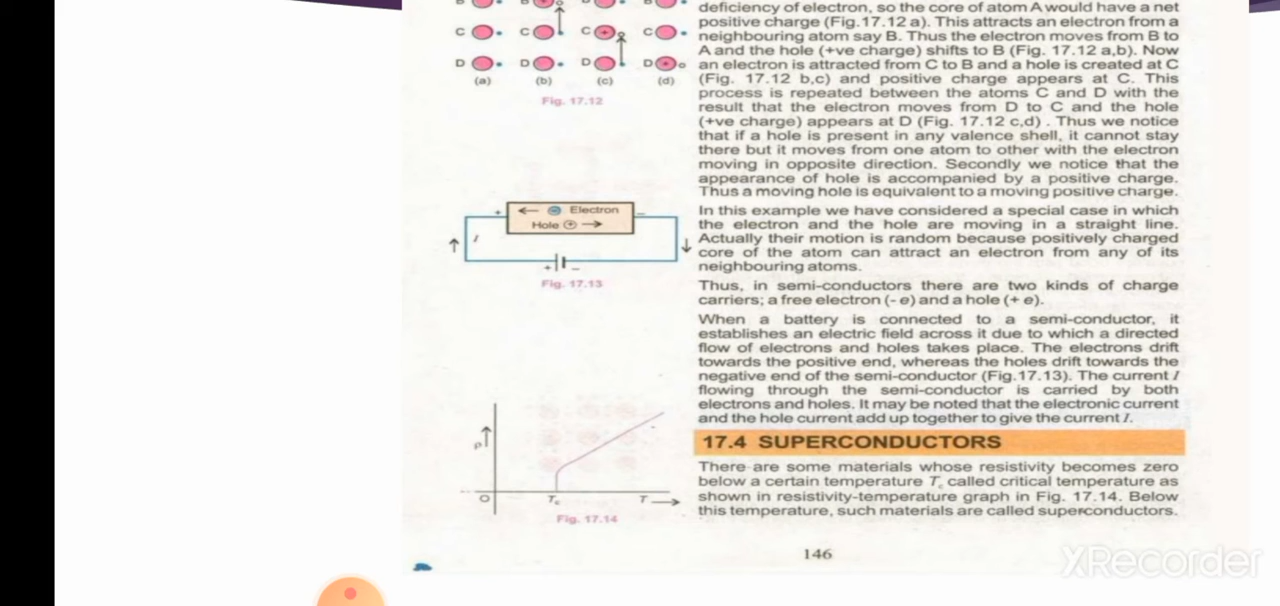 B B B B
C C C + C
D D D D +
(a) (b) (c) (d)
Fig. 17.12
deficiency of electron, so the core of atom A would have a net
positive charge (Fig.17.12 a). This attracts an electron from a
neighbouring atom say B. Thus the electron moves from B to
A and the hole (+ve charge) shifts to B (Fig. 17.12 a,b). Now
an electron is attracted from C to B and a hole is created at C
(Fig. 17.12 b,c) and positive charge appears at C. This
process is repeated between the atoms C and D with the
result that the electron moves from D to C and the hole
(+ve charge) appears at D (Fig. 17.12 c,d) . Thus we notice
that if a hole is present in any valence shell, it cannot stay
there but it moves from one atom to other with the electron
moving in opposite direction. Secondly we notice that the
appearance of hole is accompanied by a positive charge.
Thus a moving hole is equivalent to a moving positive charge.
+ ← − Electron −
Hole + →
I
+ −
Fig. 17.13
In this example we have considered a special case in which
the electron and the hole are moving in a straight line.
Actually their motion is random because positively charged
core of the atom can attract an electron from any of its
neighbouring atoms.
Thus, in semi-conductors there are two kinds of charge
carriers; a free electron (- e) and a hole (+ e).
When a battery is connected to a semi-conductor, it
establishes an electric field across it due to which a directed
flow of electrons and holes takes place. The electrons drift
towards the positive end, whereas the holes drift towards the
negative end of the semi-conductor (Fig.17.13). The current I
flowing through the semi-conductor is carried by both
electrons and holes. It may be noted that the electronic current
and the hole current add up together to give the current I.
ρ
O Tc T
Fig. 17.14
17.4 SUPERCONDUCTORS
There are some materials whose resistivity becomes zero
below a certain temperature Tc called critical temperature as
shown in resistivity-temperature graph in Fig. 17.14. Below
this temperature, such materials are called superconductors.
146
XRecorder